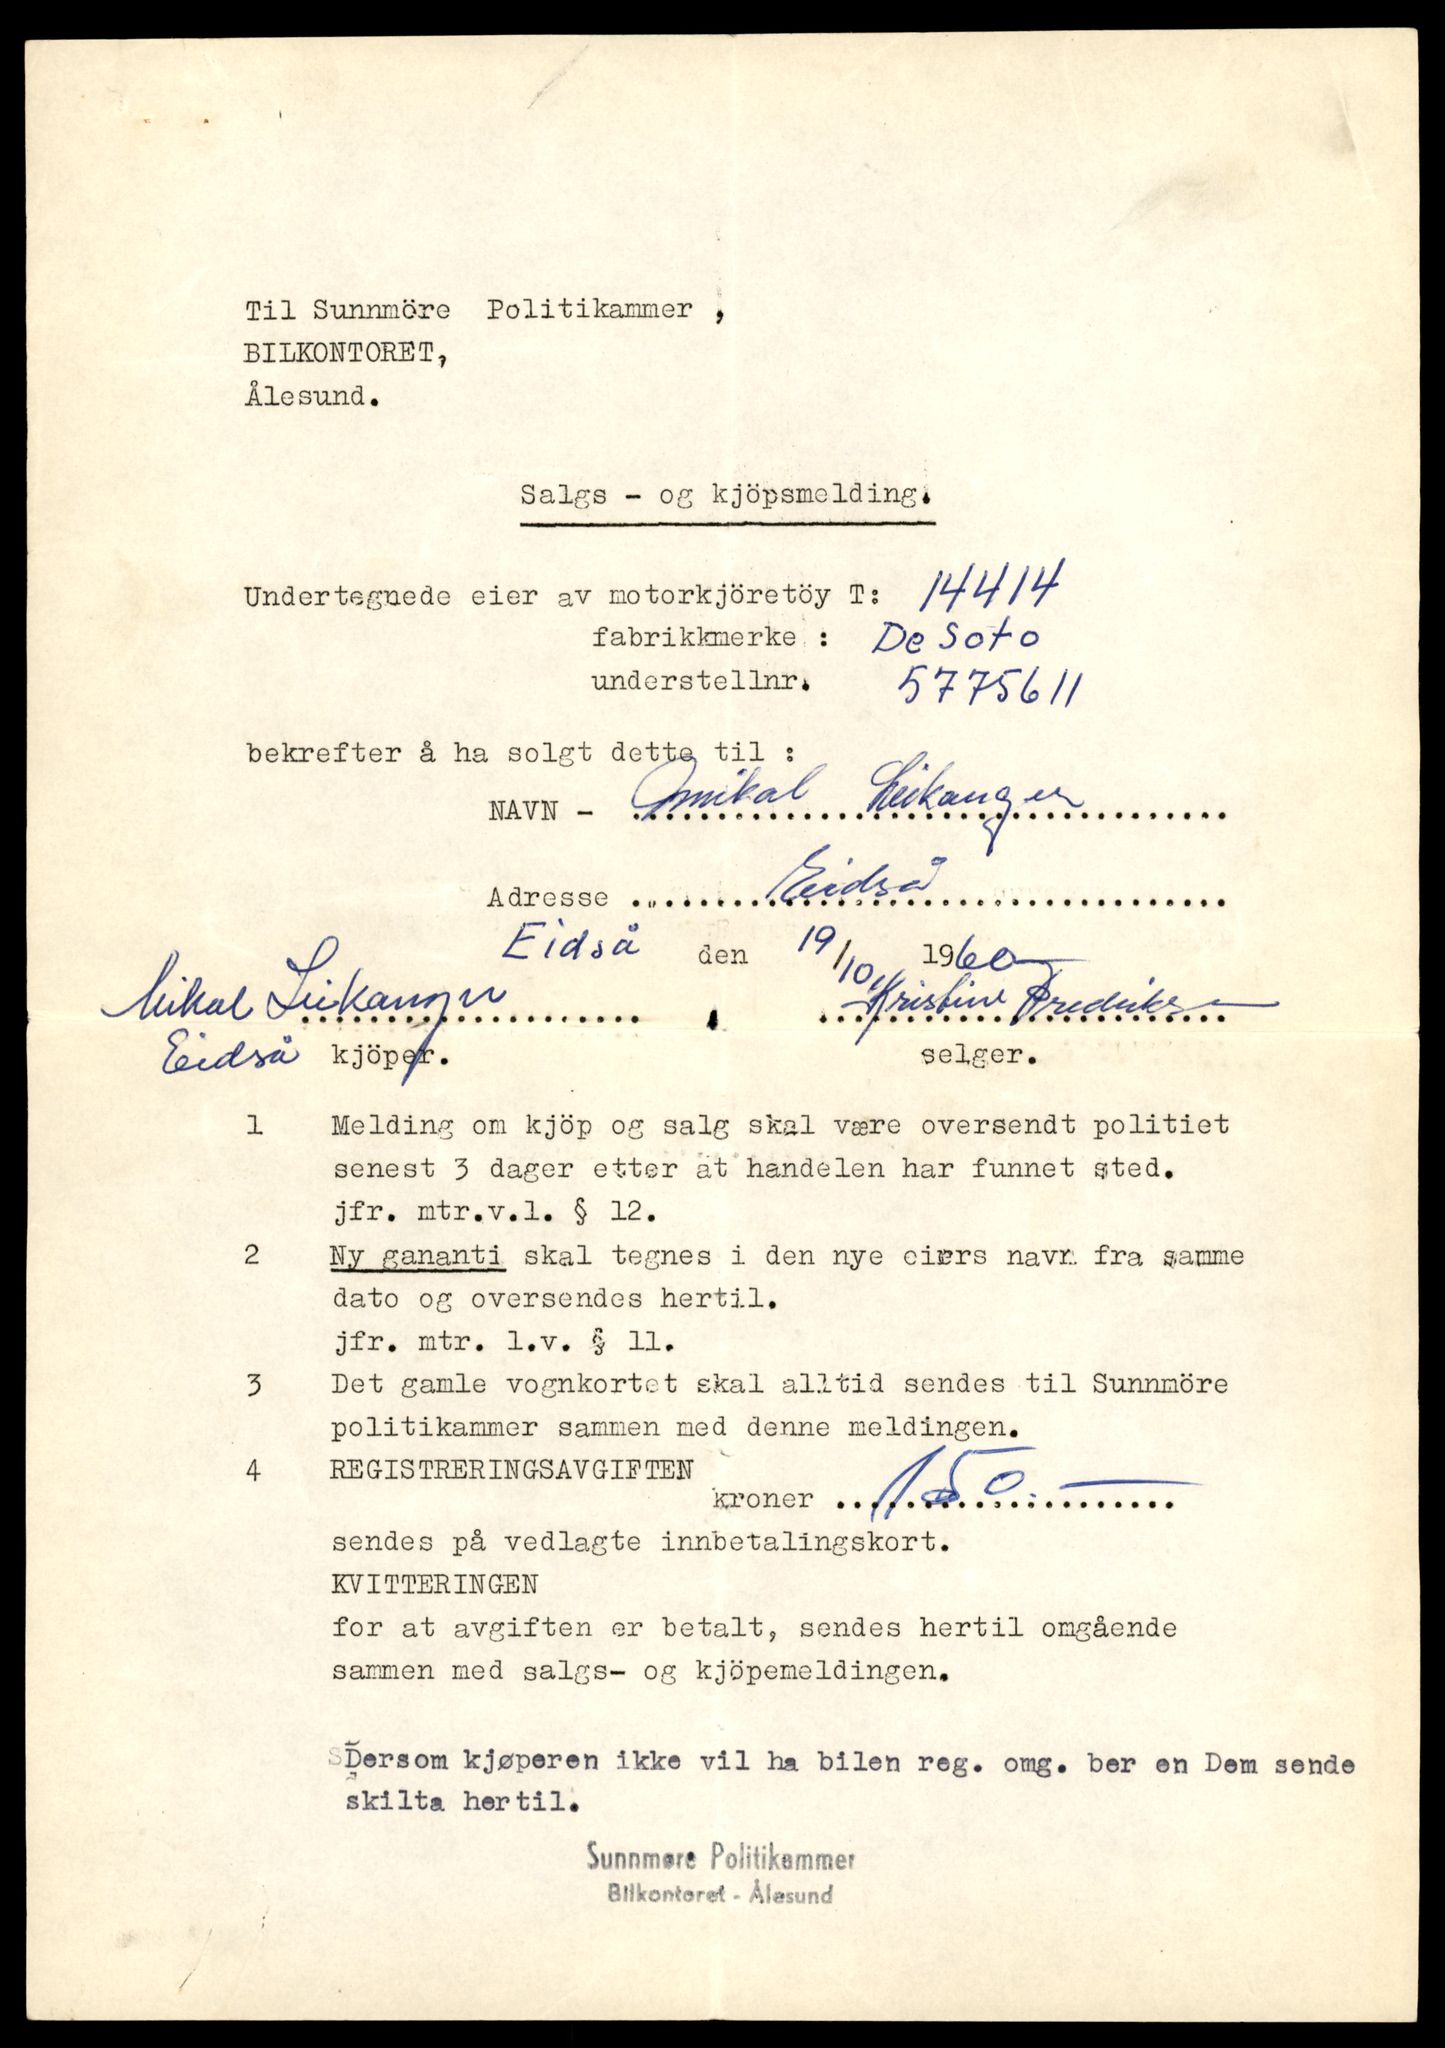 Til Sunnmöre Politikammer ,
BILKONTORET,
Ålesund.
Salgs - og kjöpsmelding.
Undertegnede eier av motorkjöretöy T: 14414
fabrikkmerke : De Soto
understellnr. 5775611
bekrefter å ha solgt dette til :
NAVN - Mikal Leikanger
Adresse Eidså
Eidså den 19/10 1960
Mikal Leikanger Kristine Fredriks
Eidså kjöper. selger.
1 Melding om kjöp og salg skal være oversendt politiet
senest 3 dager etter at handelen har funnet sted.
jfr. mtr.v.l. § 12.
2 Ny gananti skal tegnes i den nye eiers navn fra samme
dato og oversendes hertil.
jfr. mtr. l.v. § 11.
3 Det gamle vognkortet skal alltid sendes til Sunnmöre
politikammer sammen med denne meldingen.
4 REGISTRERINGSAVGIFTEN
kroner 150.-
sendes på vedlagte innbetalingskort.
KVITTERINGEN
for at avgiften er betalt, sendes hertil omgående
sammen med salgs- og kjöpemeldingen.
Dersom kjøperen ikke vil ha bilen reg. omg. ber en Dem sende
skilta hertil.
Sunnmøre Politikammer
Bilkontoret - Ålesund